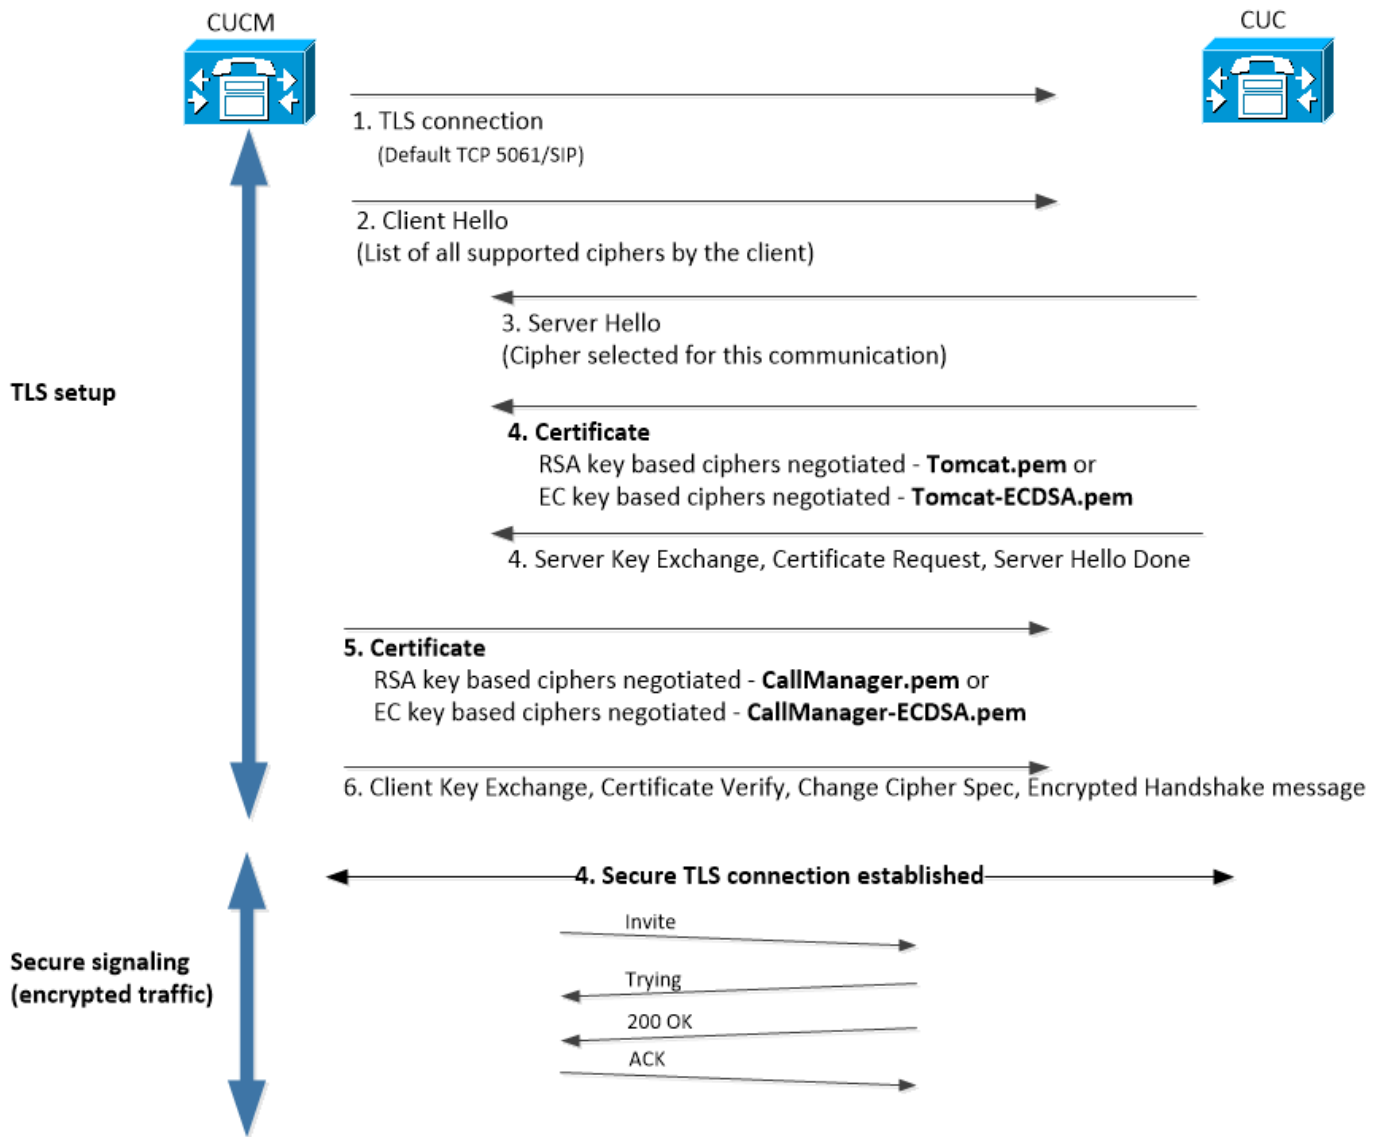 CUCM
CUC
1. TLS connection
(Default TCP 5061/SIP)
2. Client Hello
(List of all supported ciphers by the client)
3. Server Hello
(Cipher selected for this communication)
TLS setup
4. Certificate
RSA key based ciphers negotiated - Tomcat.pem or
EC key based ciphers negotiated - Tomcat-ECDSA.pem
4. Server Key Exchange, Certificate Request, Server Hello Done
5. Certificate
RSA key based ciphers negotiated - CallManager.pem or
EC key based ciphers negotiated - CallManager-ECDSA.pem
6. Client Key Exchange, Certificate Verify, Change Cipher Spec, Encrypted Handshake message
4. Secure TLS connection established
Invite
Secure signaling
(encrypted traffic)
Trying
200 OK
ACK